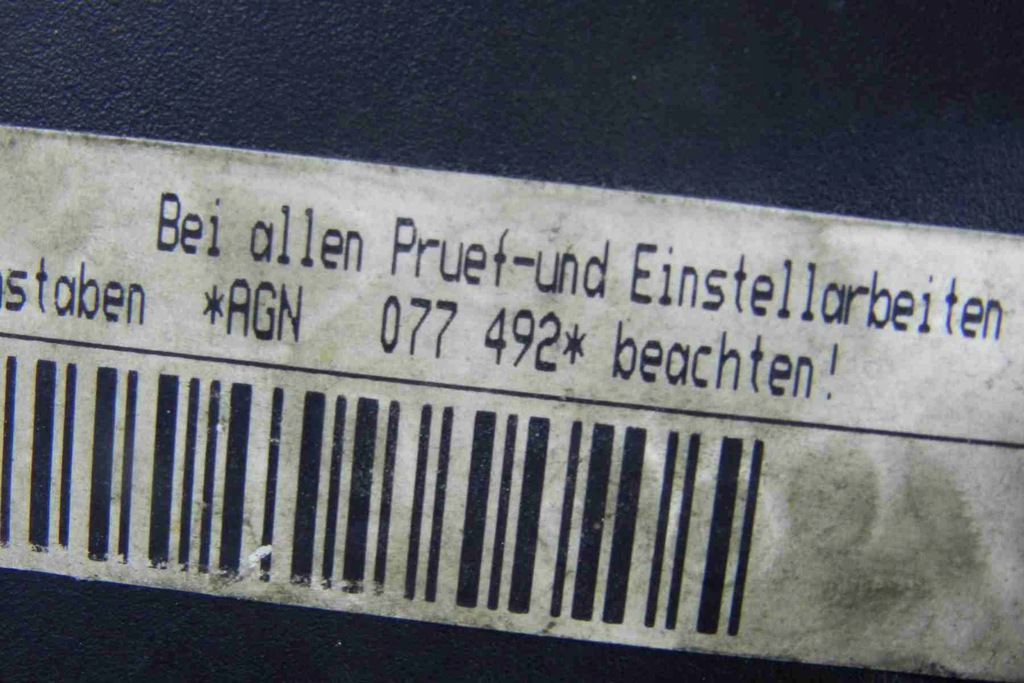 Bei allen Pruef-und Einstellarbeiten
staben *AGN 077 492* beachten!